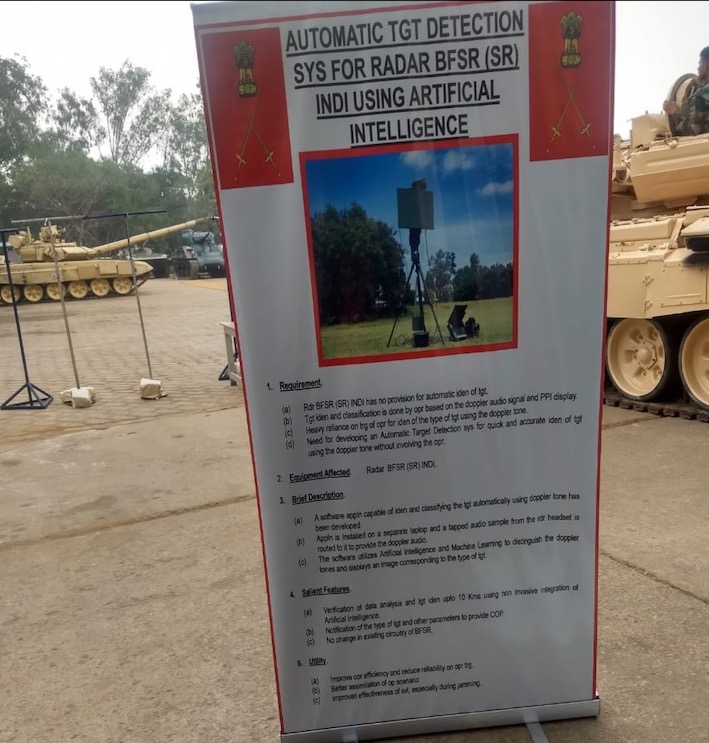 AUTOMATIC TGT DETECTION
SYS FOR RADAR BFSR (SR)
INDI USING ARTIFICIAL
INTELLIGENCE
1. Requirement.
(a) Rdr BFSR (SR) INDI has no provision for automatic iden of tgt.
(b) Tgt iden and classification is done by opr based on the doppler audio signal and PPI display.
(c) Heavy reliance on trg of opr for iden of the type of tgt using the doppler tone.
(d) Need for developing an Automatic Target Detection sys for quick and accurate iden of tgt
using the doppler tone without involving the opr.
2. Equipment Affected. Radar BFSR (SR) INDI.
3. Brief Description.
(a) A software appln capable of iden and classifying the tgt automatically using doppler tone has
been developed.
(b) Appln is installed on a separate laptop and a tapped audio sample from the rdr headset is
routed to it to provide the doppler audio.
(c) The software utilizes Artificial Intelligence and Machine Learning to distinguish the doppler
tones and displays an image corresponding to the type of tgt.
4. Salient Features.
(a) Verification of data analysis and tgt iden upto 10 Kms using non invasive integration of
Artificial Intelligence.
(b) Notification of the type of tgt and other parameters to provide COP.
(c) No change in existing circuitry of BFSR.
5. Utility.
(a) Improve opr efficiency and reduce reliability on opr trg.
(b) Better assimilation of op scenario
(c) Improved effectiveness of svl, especially during jamming.